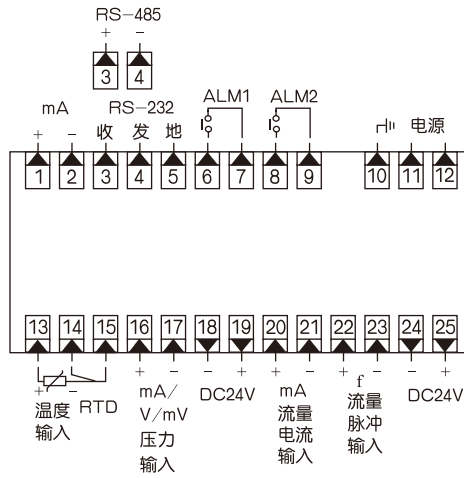 RS-485
+ −
3 4
mA RS-232 ALM1 ALM2
+ − 收 发 地 电源
1 2 3 4 5 6 7 8 9 10 11 12
13 14 15 16 17 18 19 20 21 22 23 24 25
+ − + − − + + − + − − +
温度输入
RTD
mA/
V/mV
压力
输入
DC24V
mA
流量
电流
输入
f
流量
脉冲
输入
DC24V